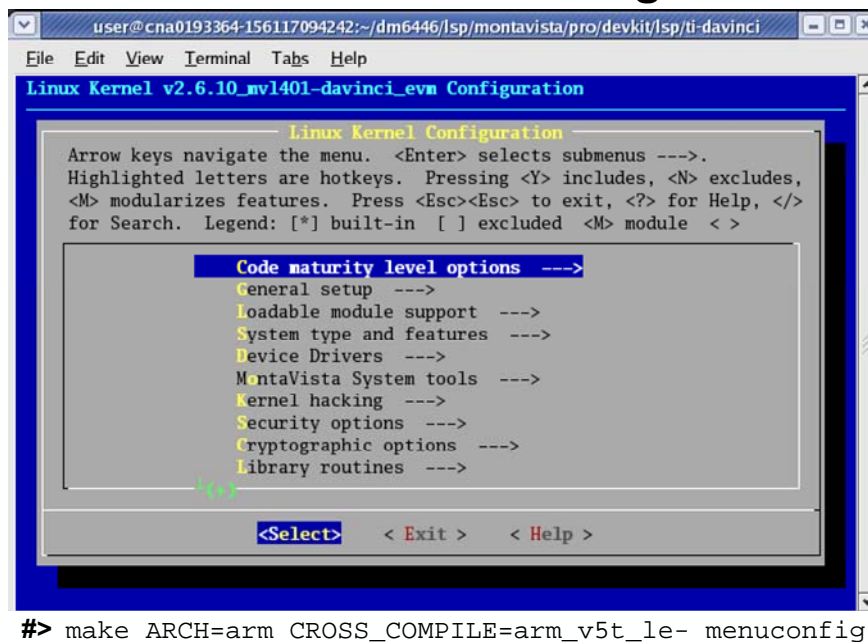 user@cna0193364-156117094242:~/dm6446/lsp/montavista/pro/devkit/lsp/ti-davinci
File Edit View Terminal Tabs Help
Linux Kernel v2.6.10_mvl401-davinci_evm Configuration
Linux Kernel Configuration
Arrow keys navigate the menu. <Enter> selects submenus --->.
Highlighted letters are hotkeys. Pressing <Y> includes, <N> excludes,
<M> modularizes features. Press <Esc><Esc> to exit, <?> for Help, </>
for Search. Legend: [*] built-in [ ] excluded <M> module < >
Code maturity level options --->
General setup --->
Loadable module support --->
System type and features --->
Device Drivers --->
MontaVista System tools --->
Kernel hacking --->
Security options --->
Cryptographic options --->
Library routines --->
(+)
<Select> < Exit > < Help >
#> make ARCH=arm CROSS_COMPILE=arm_v5t_le- menuconfig